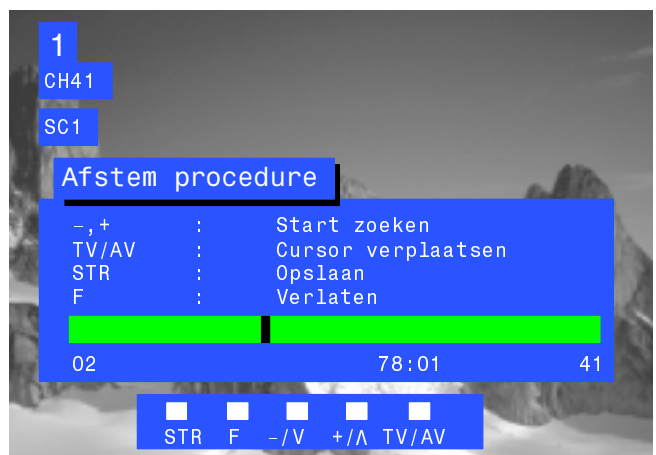 1
CH41
SC1
Afstem procedure
–,+ : Start zoeken
TV/AV : Cursor verplaatsen
STR : Opslaan
F : Verlaten
02 78:01 41
STR F –/V +/Λ TV/AV